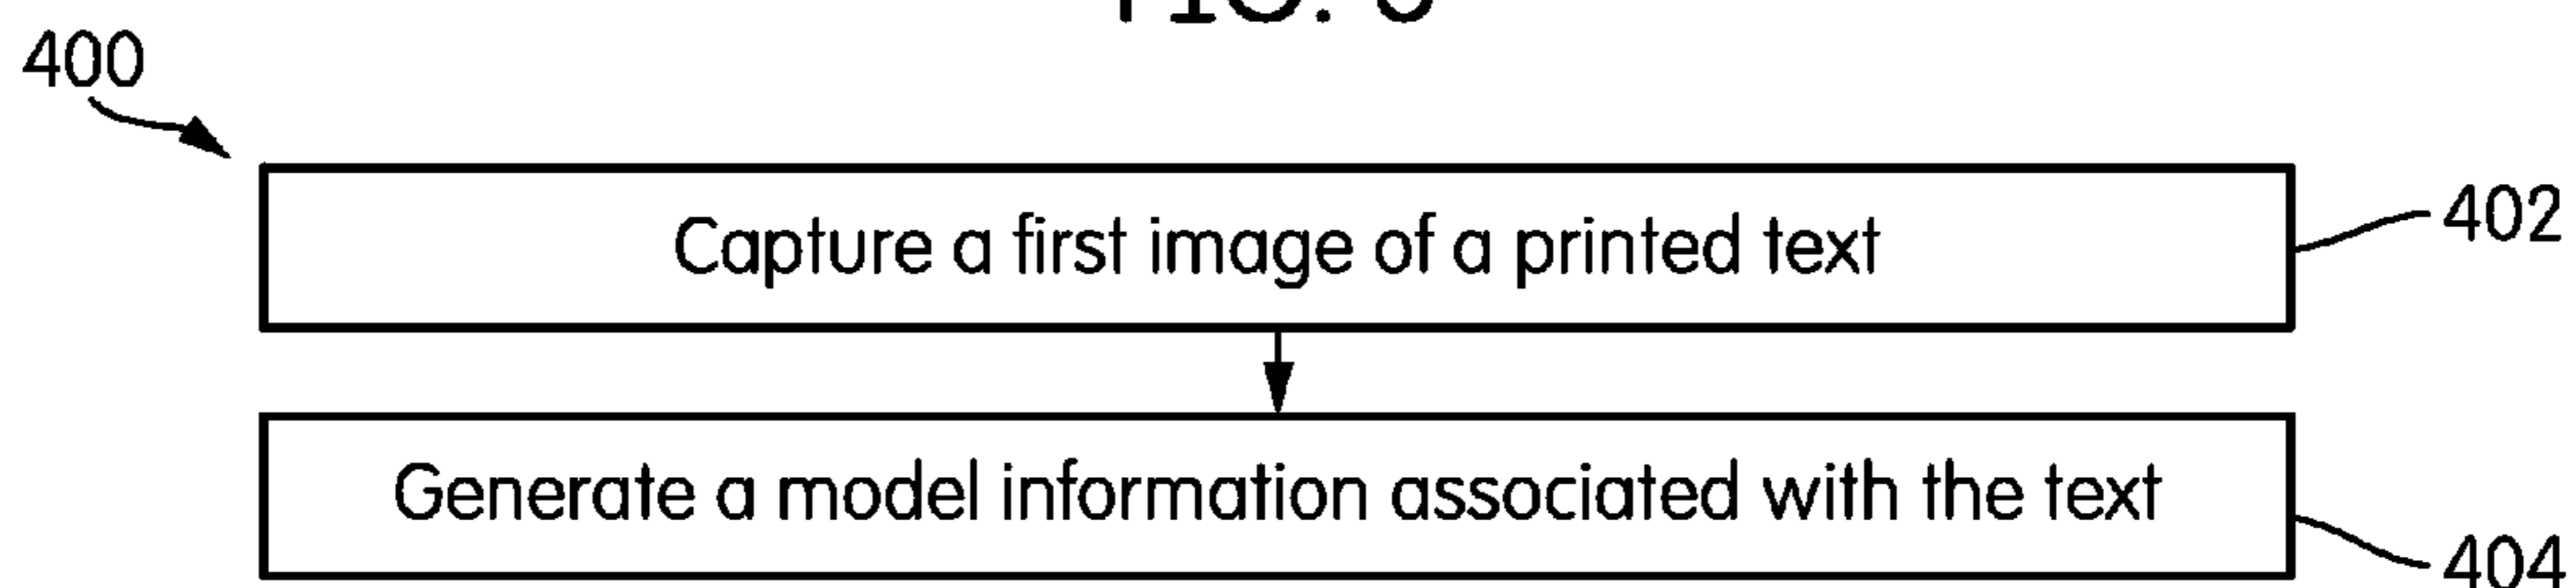 400
Capture a first image of a printed text
402
Generate a model information associated with the text
404